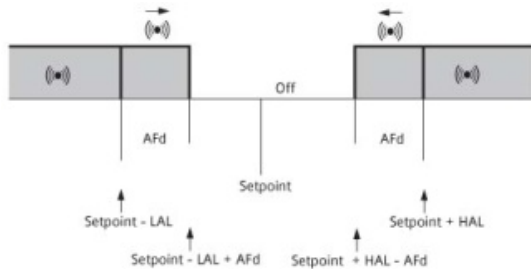 Off
AFd
AFd
Setpoint
Setpoint - LAL
Setpoint + HAL
Setpoint - LAL + AFd
Setpoint + HAL - AFd